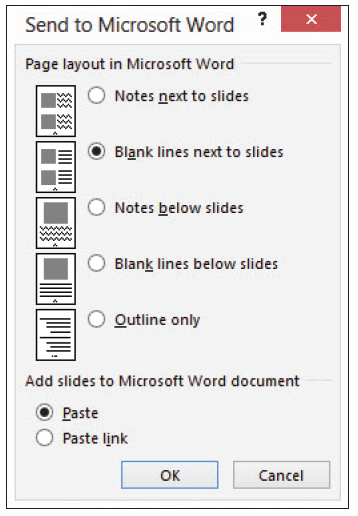 Send to Microsoft Word ? ×
Page layout in Microsoft Word
Notes next to slides
Blank lines next to slides
Notes below slides
Blank lines below slides
Outline only
Add slides to Microsoft Word document
Paste
Paste link
OK Cancel